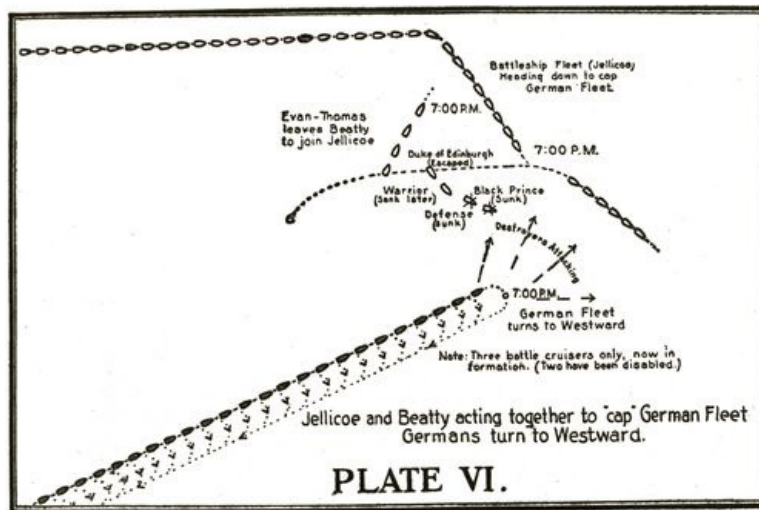 Battleship Fleet (Jellicoe)
Heading down to cap
German Fleet
Evan-Thomas
leaves Beatty
to join Jellicoe
7:00 P.M.
7:00 P.M.
Duke of Edinburgh
(Escaped)
Warrior
(Sank later)
Black Prince
(Sunk)
Defense
(Sunk)
Destroyers Attacking
7:00 P.M.
German Fleet
turns to Westward
Note: Three battle cruisers only, now in
formation. (Two have been disabled.)
Jellicoe and Beatty acting together to "cap" German Fleet
Germans turn to Westward.
PLATE VI.